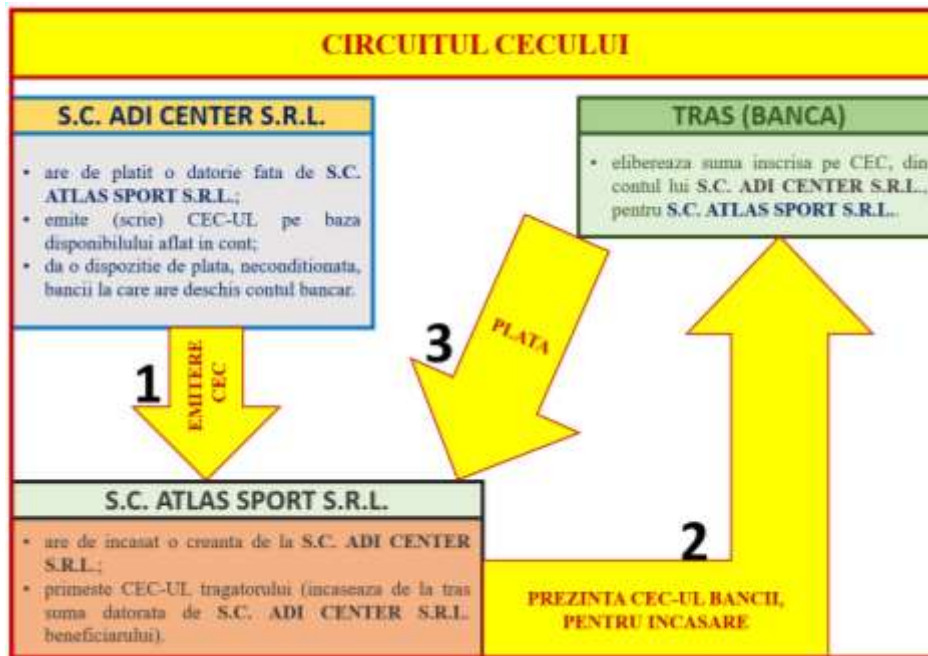 CIRCUITUL CECULUI
S.C. ADI CENTER S.R.L.
• are de platit o datorie fata de S.C.
ATLAS SPORT S.R.L.;
• emite (scrie) CEC-UL pe baza
disponibilului aflat in cont;
• da o dispozitie de plata, neconditionata,
bancii la care are deschis contul bancar.
TRAS (BANCA)
• elibereaza suma inscrisa pe CEC, din
contul lui S.C. ADI CENTER S.R.L.,
pentru S.C. ATLAS SPORT S.R.L..
1
EMITERE
CEC
3
PLATA
S.C. ATLAS SPORT S.R.L.
• are de incasat o creanta de la S.C. ADI CENTER
S.R.L.;
• primeste CEC-UL tragatorului (incaseaza de la tras
suma datorata de S.C. ADI CENTER S.R.L.
beneficiarului).
2
PREZINTA CEC-UL BANCII,
PENTRU INCASARE